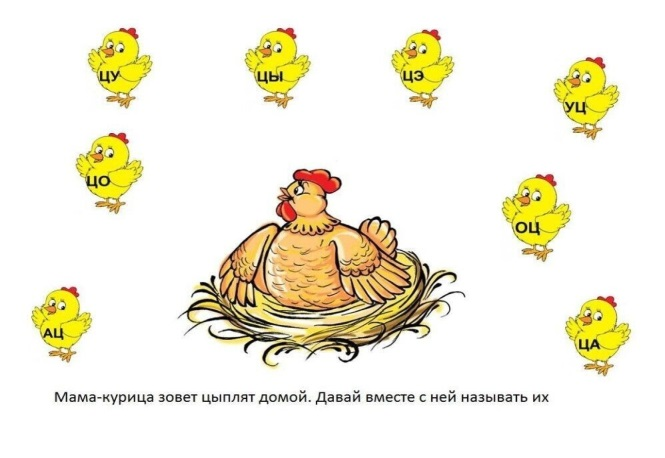 ЦУ
ЦЫ
ЦЭ
УЦ
ЦО
ОЦ
АЦ
ЦА
Мама-курица зовет цыплят домой. Давай вместе с ней называть их